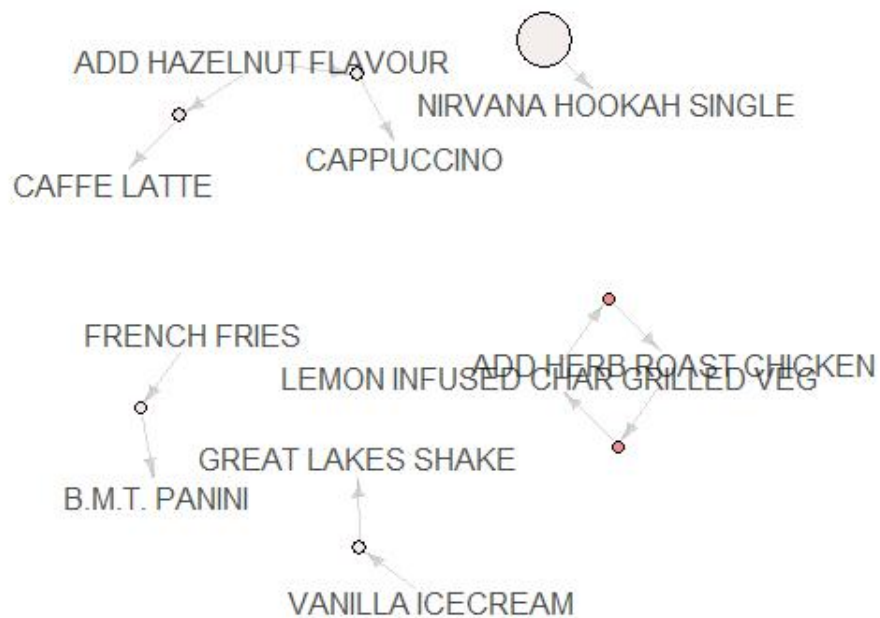 ADD HAZELNUT FLAVOUR
NIRVANA HOOKAH SINGLE
CAPPUCCINO
CAFFE LATTE
FRENCH FRIES
ADD HERB ROAST CHICKEN
LEMON INFUSED CHAR GRILLED VEG
GREAT LAKES SHAKE
B.M.T. PANINI
VANILLA ICECREAM